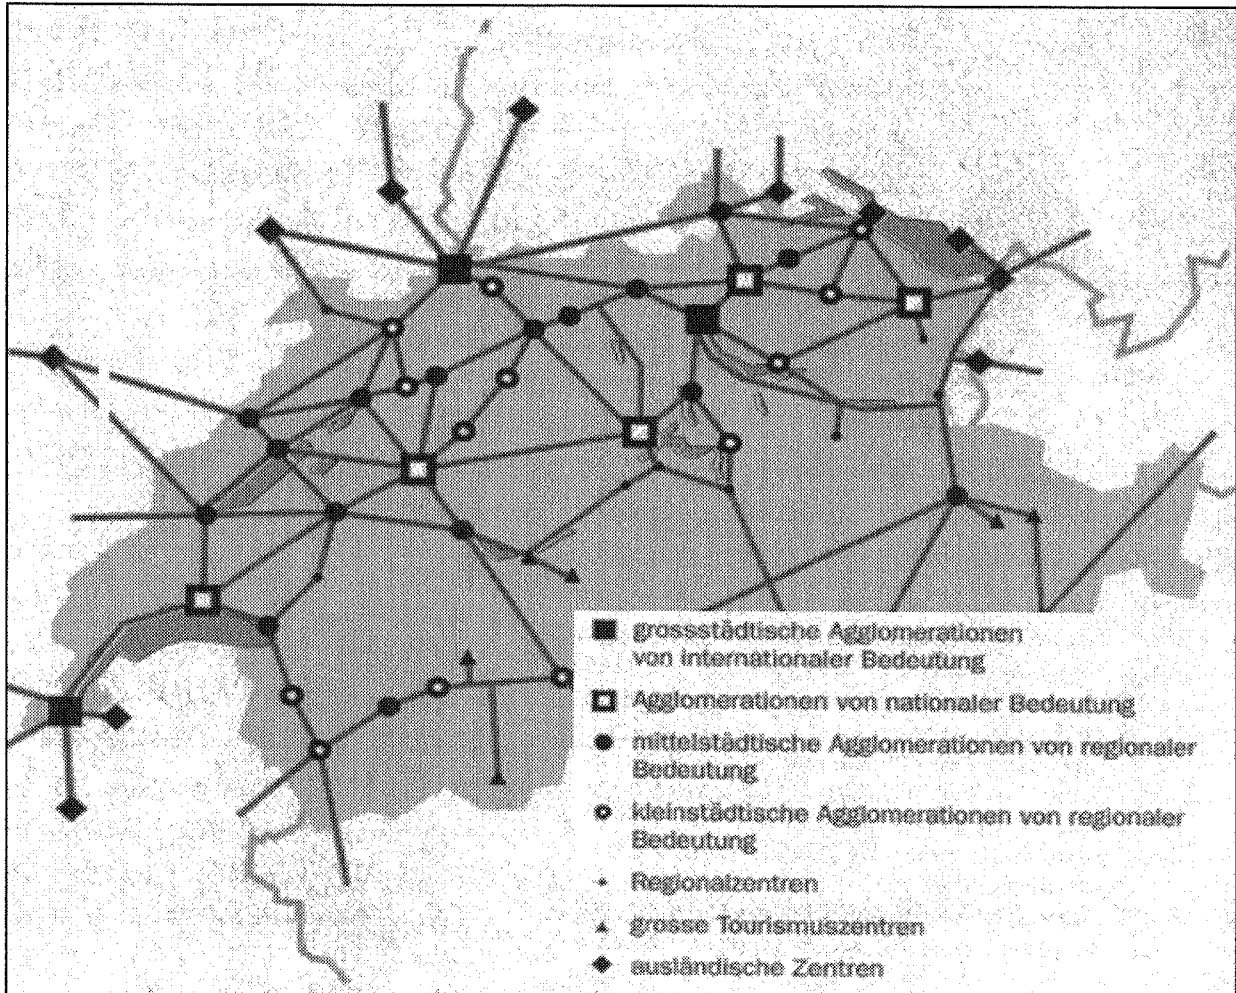 grossstädtische Agglomerationen
von internationaler Bedeutung
Agglomerationen von nationaler Bedeutung
mittelstädtische Agglomerationen von regionaler
Bedeutung
kleinstädtische Agglomerationen von regionaler
Bedeutung
Regionalzentren
grosse Tourismuszentren
ausländische Zentren